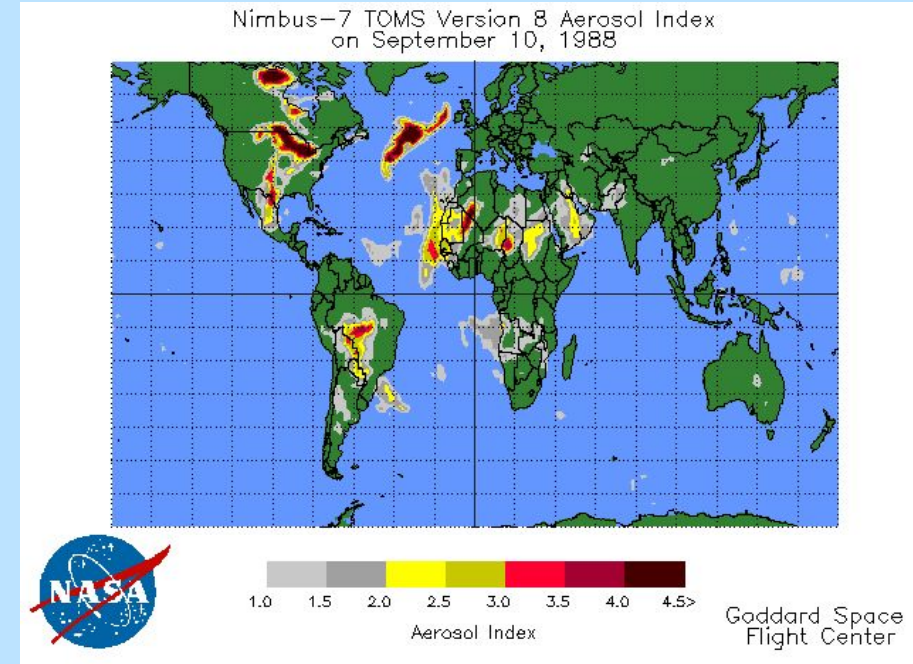 Nimbus-7 TOMS Version 8 Aerosol Index
on September 10, 1988
NASA
1.0 1.5 2.0 2.5 3.0 3.5 4.0 4.5>
Aerosol Index
Goddard Space
Flight Center